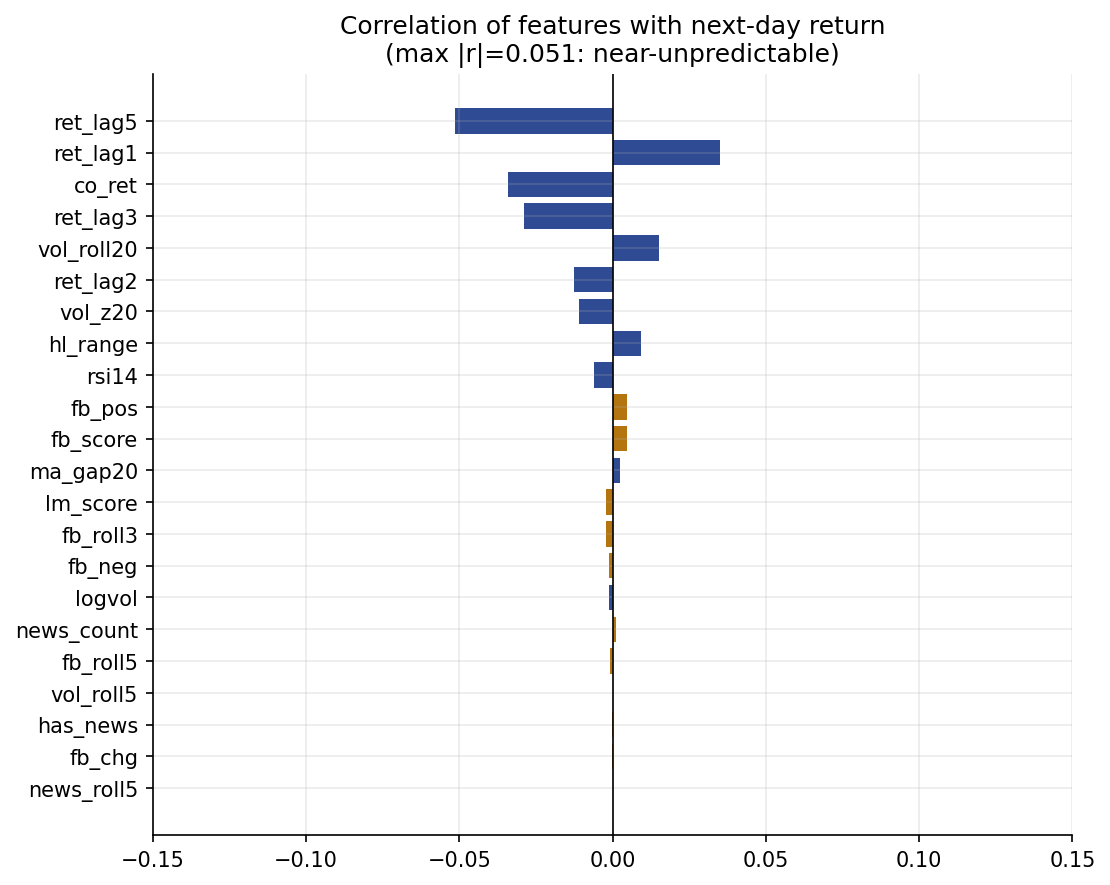 Correlation of features with next-day return
(max |r|=0.051: near-unpredictable)
ret_lag5
ret_lag1
co_ret
ret_lag3
vol_roll20
ret_lag2
vol_z20
hl_range
rsi14
fb_pos
fb_score
ma_gap20
lm_score
fb_roll3
fb_neg
logvol
news_count
fb_roll5
vol_roll5
has_news
fb_chg
news_roll5
−0.15 −0.10 −0.05 0.00 0.05 0.10 0.15